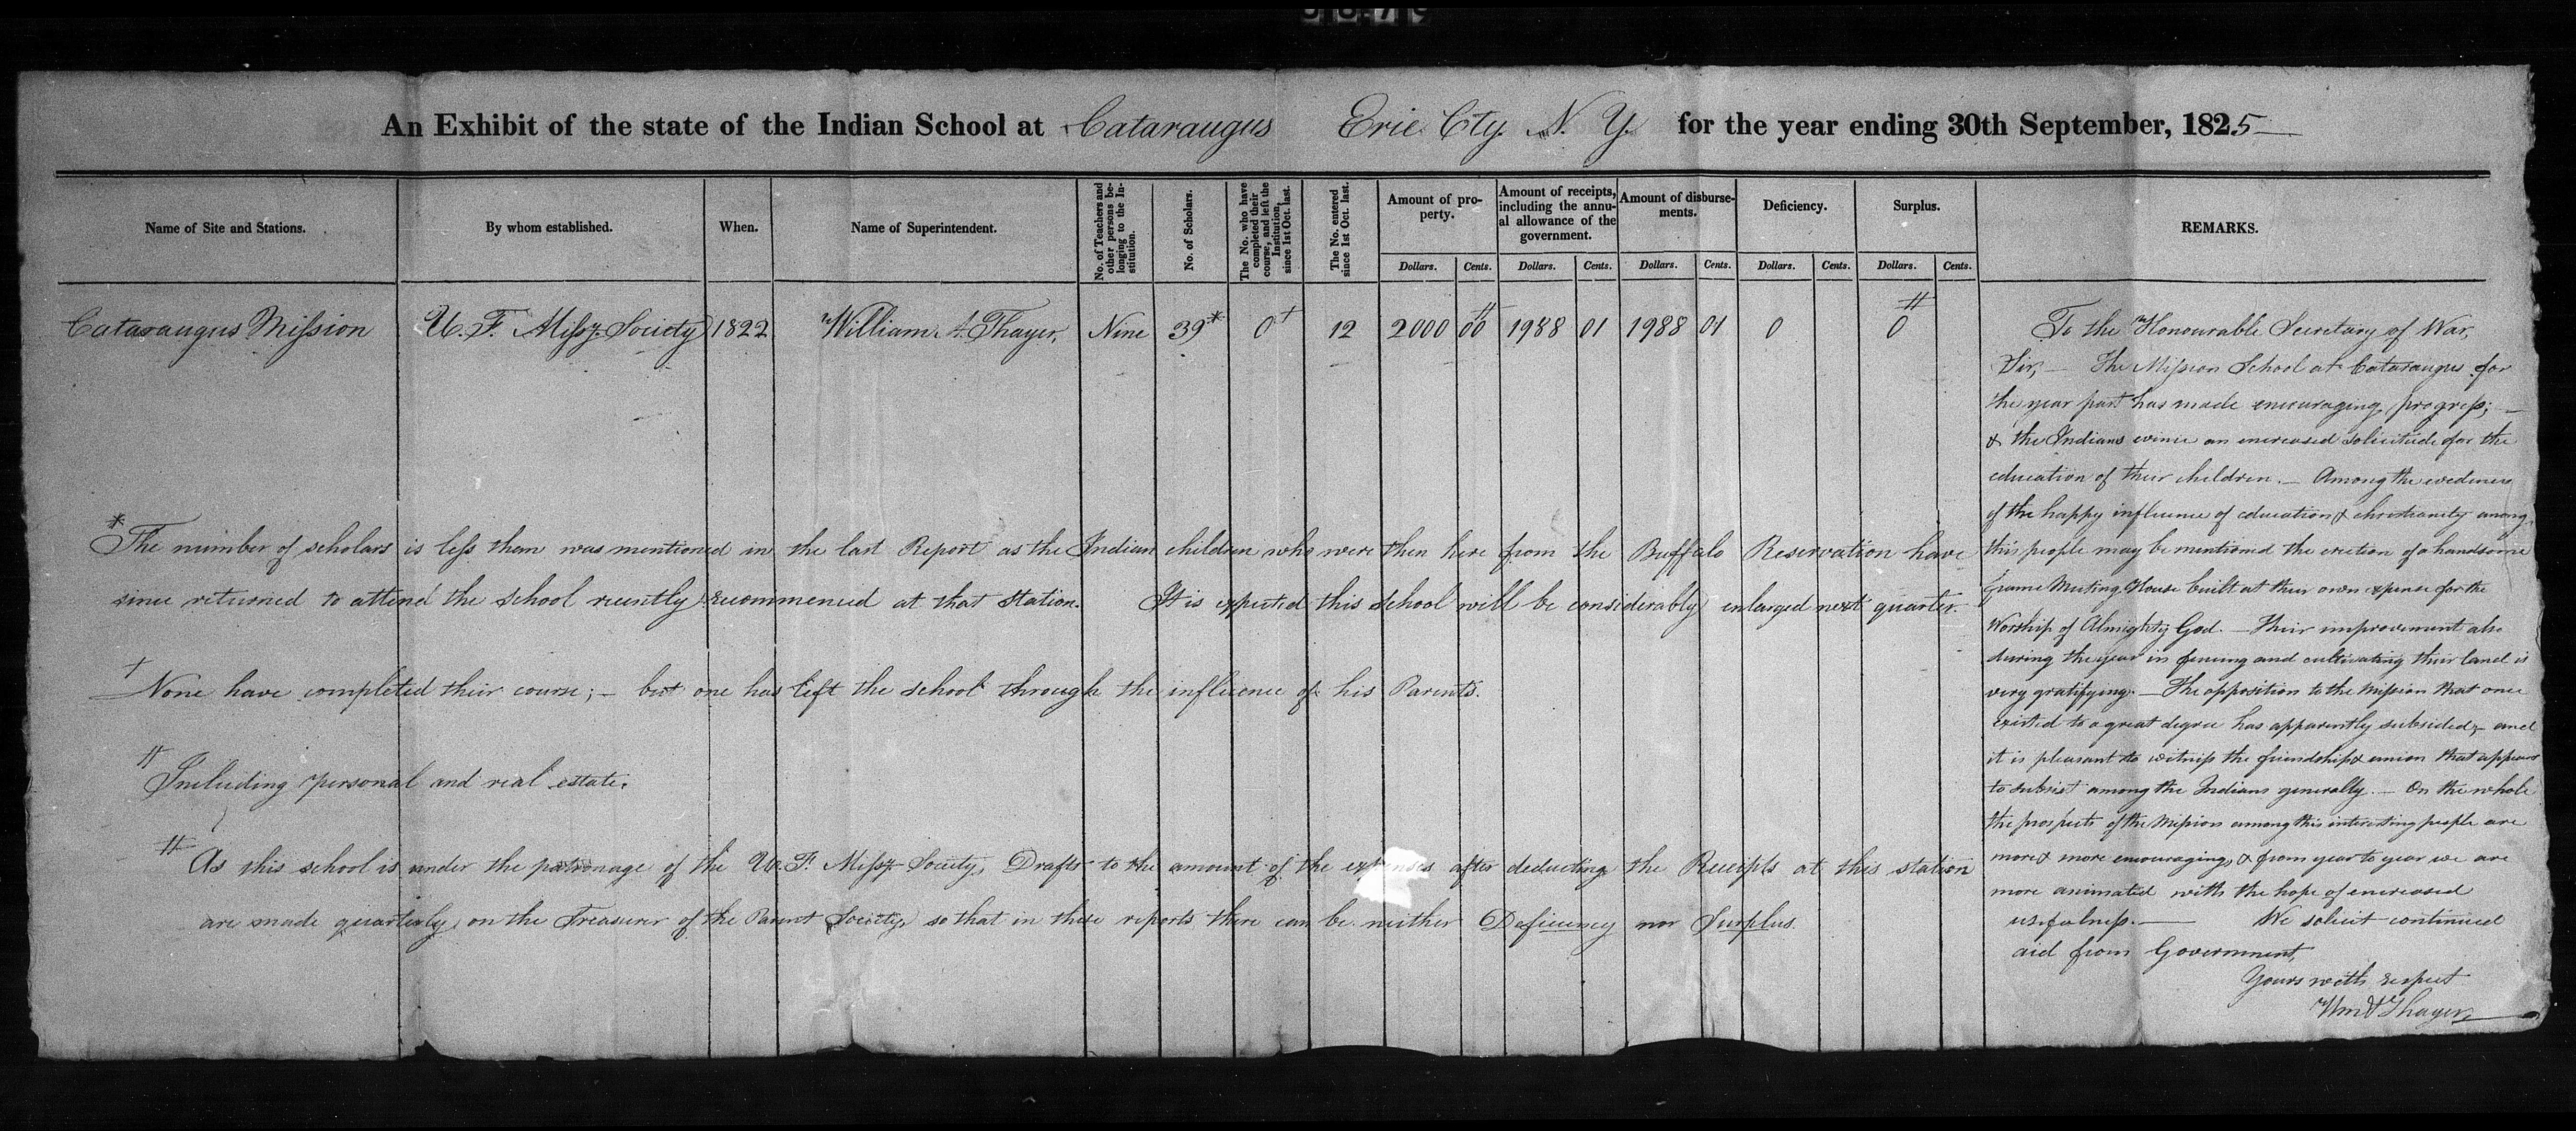 An Exhibit of the state of the Indian School at Cataraugus Erie Cty. N. Y. for the year ending 30th September, 1825
Name of Site and Stations.
By whom established.
When.
Name of Superintendent.
No. of Teachers and other persons belonging to the Institution.
No. of Scholars.
The No. who have completed their course, and left the Institution, since 1st Oct. last.
The No. entered since 1st Oct. last.
Amount of property.
Amount of receipts, including the annual allowance of the government.
Amount of disbursements.
Deficiency.
Surplus.
REMARKS.
Dollars. Cents. Dollars. Cents. Dollars. Cents. Dollars. Cents. Dollars. Cents.
Cataraugus Mission U. F. Missy. Society 1822 William A. Thayer, Nine 39* 0† 12 2000 00 1988 01 1988 01 0 0
* The number of scholars is less than was mentioned in the last Report as the Indian children who were then here from the Buffalo Reservation have
since returned to attend the school recently recommenced at that station. It is expected this school will be considerably enlarged next quarter.
† None have completed their course; – but one has left the school through the influence of his Parents.
Including personal and real estate.
As this school is under the patronage of the U. F. Missy. Society, Drafts to the amount of the expenses after deducting the Receipts at this station
are made quarterly on the Treasurer of the Parent Society, so that in these reports there can be neither Deficiency nor Surplus.
To the Honourable Secretary of War,
Sir, — The Mission School at Cataraugus for
the year past has made encouraging progress; —
& the Indians evince an encreased solicitude for the
education of their children. — Among the evedences
of the happy influence of education & christianity among
this people may be mentioned the erection of a handsome
frame Meeting House built at their own expense for the
Worship of Almighty God. — Their improvement also
during the year in fencing and cultivating their land is
very gratifying. — The opposition to the Mission that once
existed to a great degree has apparently subsided, and
it is pleasant to witness the friendship & union that appears
to subsist among the Indians generally. — On the whole
the prospects of the Mission among this interesting people are
more & more encouraging, & from year to year we are
more animated with the hope of encreased
usefulness. — We solicit continued
aid from Government,
Yours with respect
Wm A Thayer